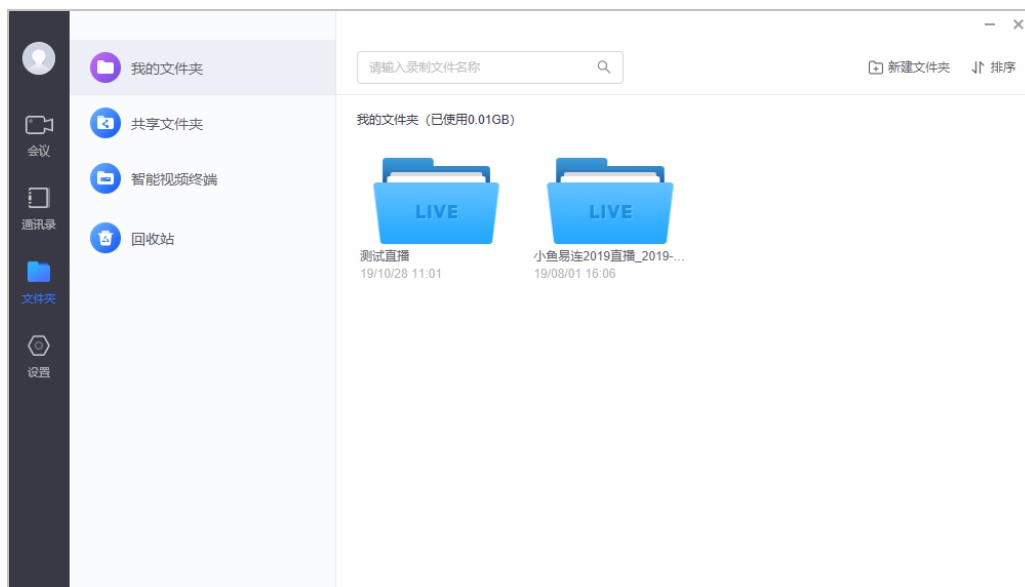 会议
通讯录
文件夹
设置
我的文件夹
共享文件夹
智能视频终端
回收站
请输入录制文件名称
新建文件夹 排序
我的文件夹（已使用0.01GB）
LIVE LIVE
测试直播 小鱼易连2019直播_2019-...
19/10/28 11:01 19/08/01 16:06